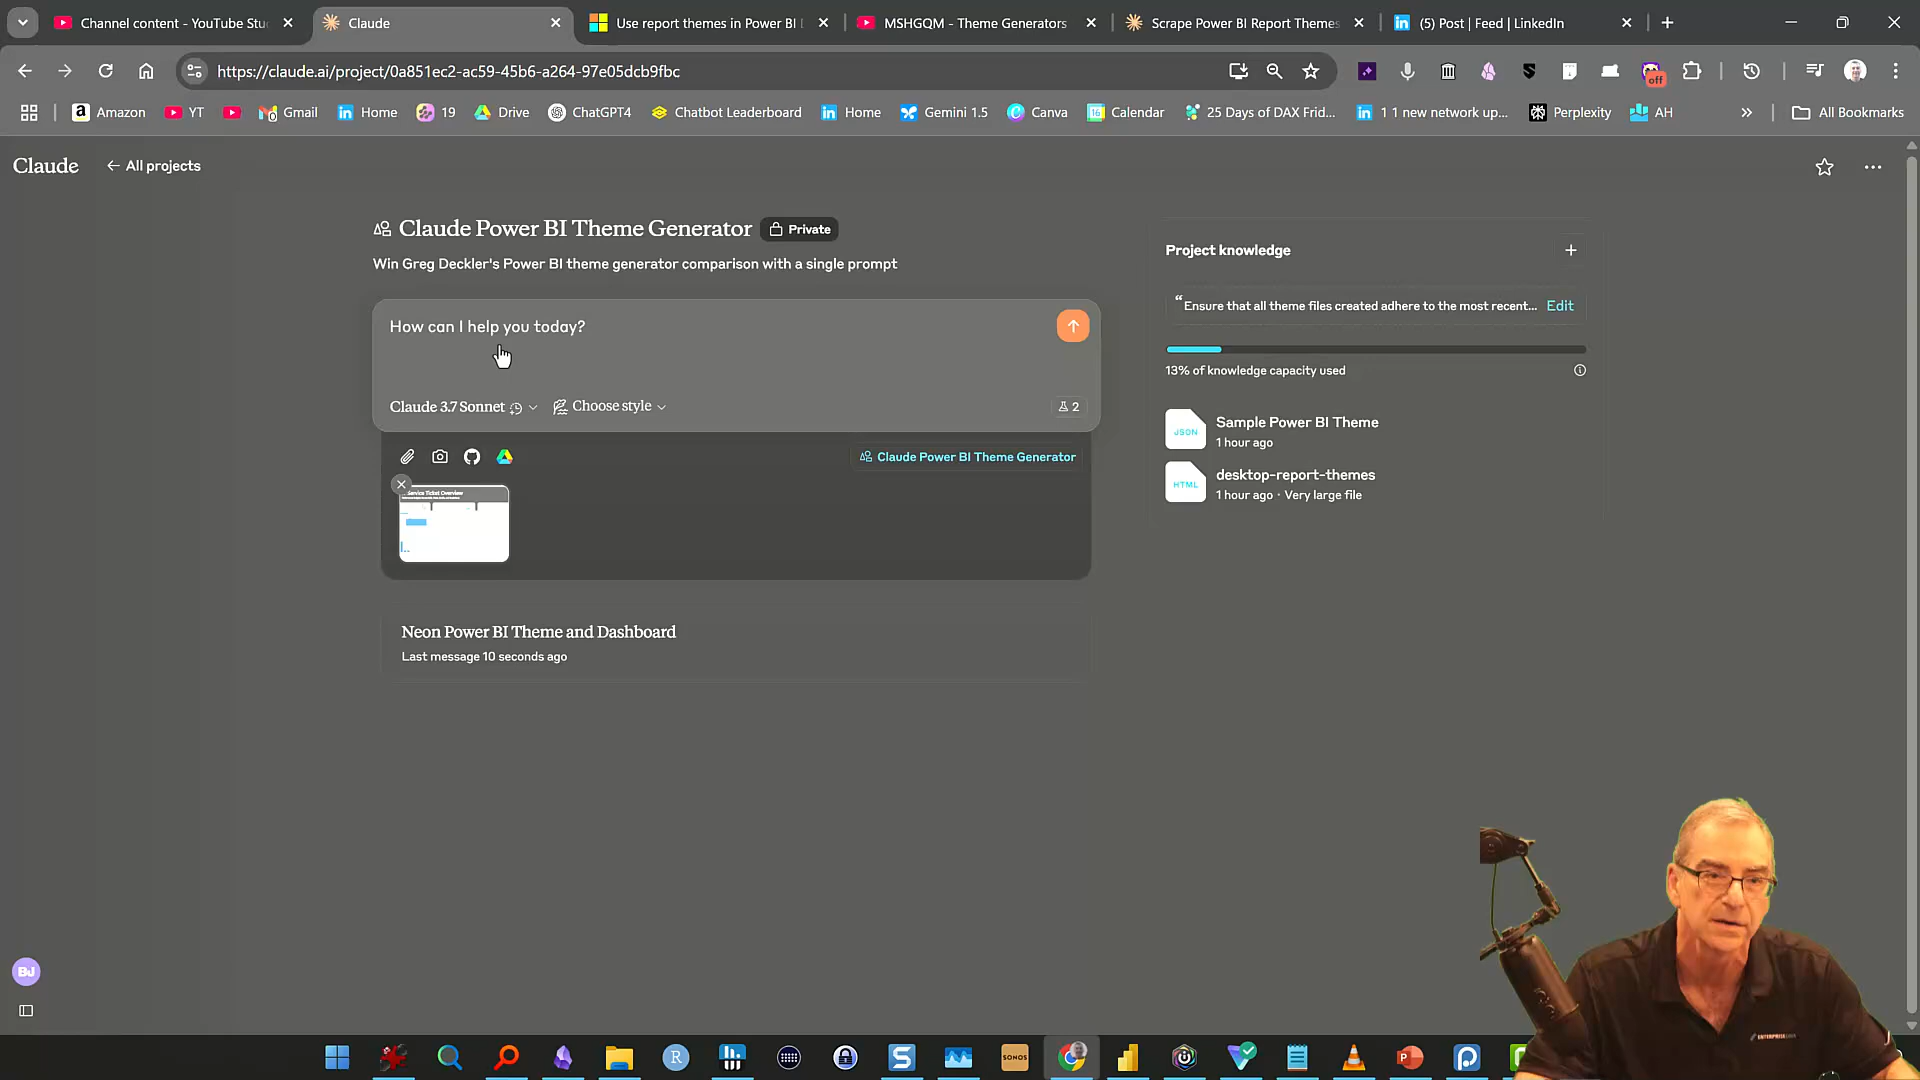 Channel content - YouTube Stu
Claude
Use report themes in Power BI
MSHGQM - Theme Generators
Scrape Power BI Report Themes
(5) Post | Feed | LinkedIn
https://claude.ai/project/0a851ec2-ac59-45b6-a264-97e05dcb9fbc
off
Amazon
YT
Gmail
Home
19
Drive
ChatGPT4
Chatbot Leaderboard
Home
Gemini 1.5
Canva
Calendar
25 Days of DAX Frid...
1 1 new network up...
Perplexity
AH
All Bookmarks
Claude
All projects
Claude Power BI Theme Generator
Private
Win Greg Deckler's Power BI theme generator comparison with a single prompt
How can I help you today?
Claude 3.7 Sonnet
Choose style
2
Claude Power BI Theme Generator
Service Ticket Overview
Neon Power BI Theme and Dashboard
Last message 10 seconds ago
Project knowledge
“Ensure that all theme files created adhere to the most recent...
Edit
13% of knowledge capacity used
JSON
Sample Power BI Theme
1 hour ago
HTML
desktop-report-themes
1 hour ago · Very large file
BJ
SONOS